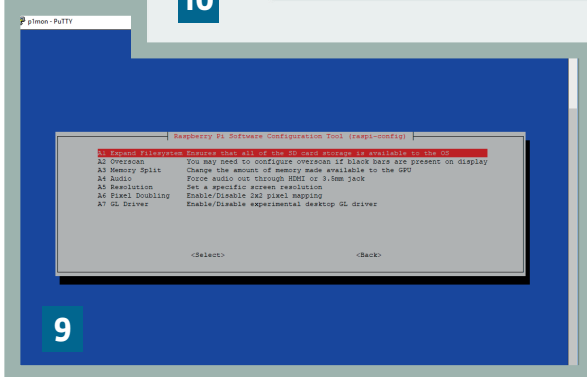 10
p1mon - PuTTY
Raspberry Pi Software Configuration Tool (raspi-config)
A1 Expand Filesystem Ensures that all of the SD card storage is available to the OS
A2 Overscan You may need to configure overscan if black bars are present on display
A3 Memory Split Change the amount of memory made available to the GPU
A4 Audio Force audio out through HDMI or 3.5mm jack
A5 Resolution Set a specific screen resolution
A6 Pixel Doubling Enable/Disable 2x2 pixel mapping
A7 GL Driver Enable/Disable experimental desktop GL driver
<Select> <Back>
9